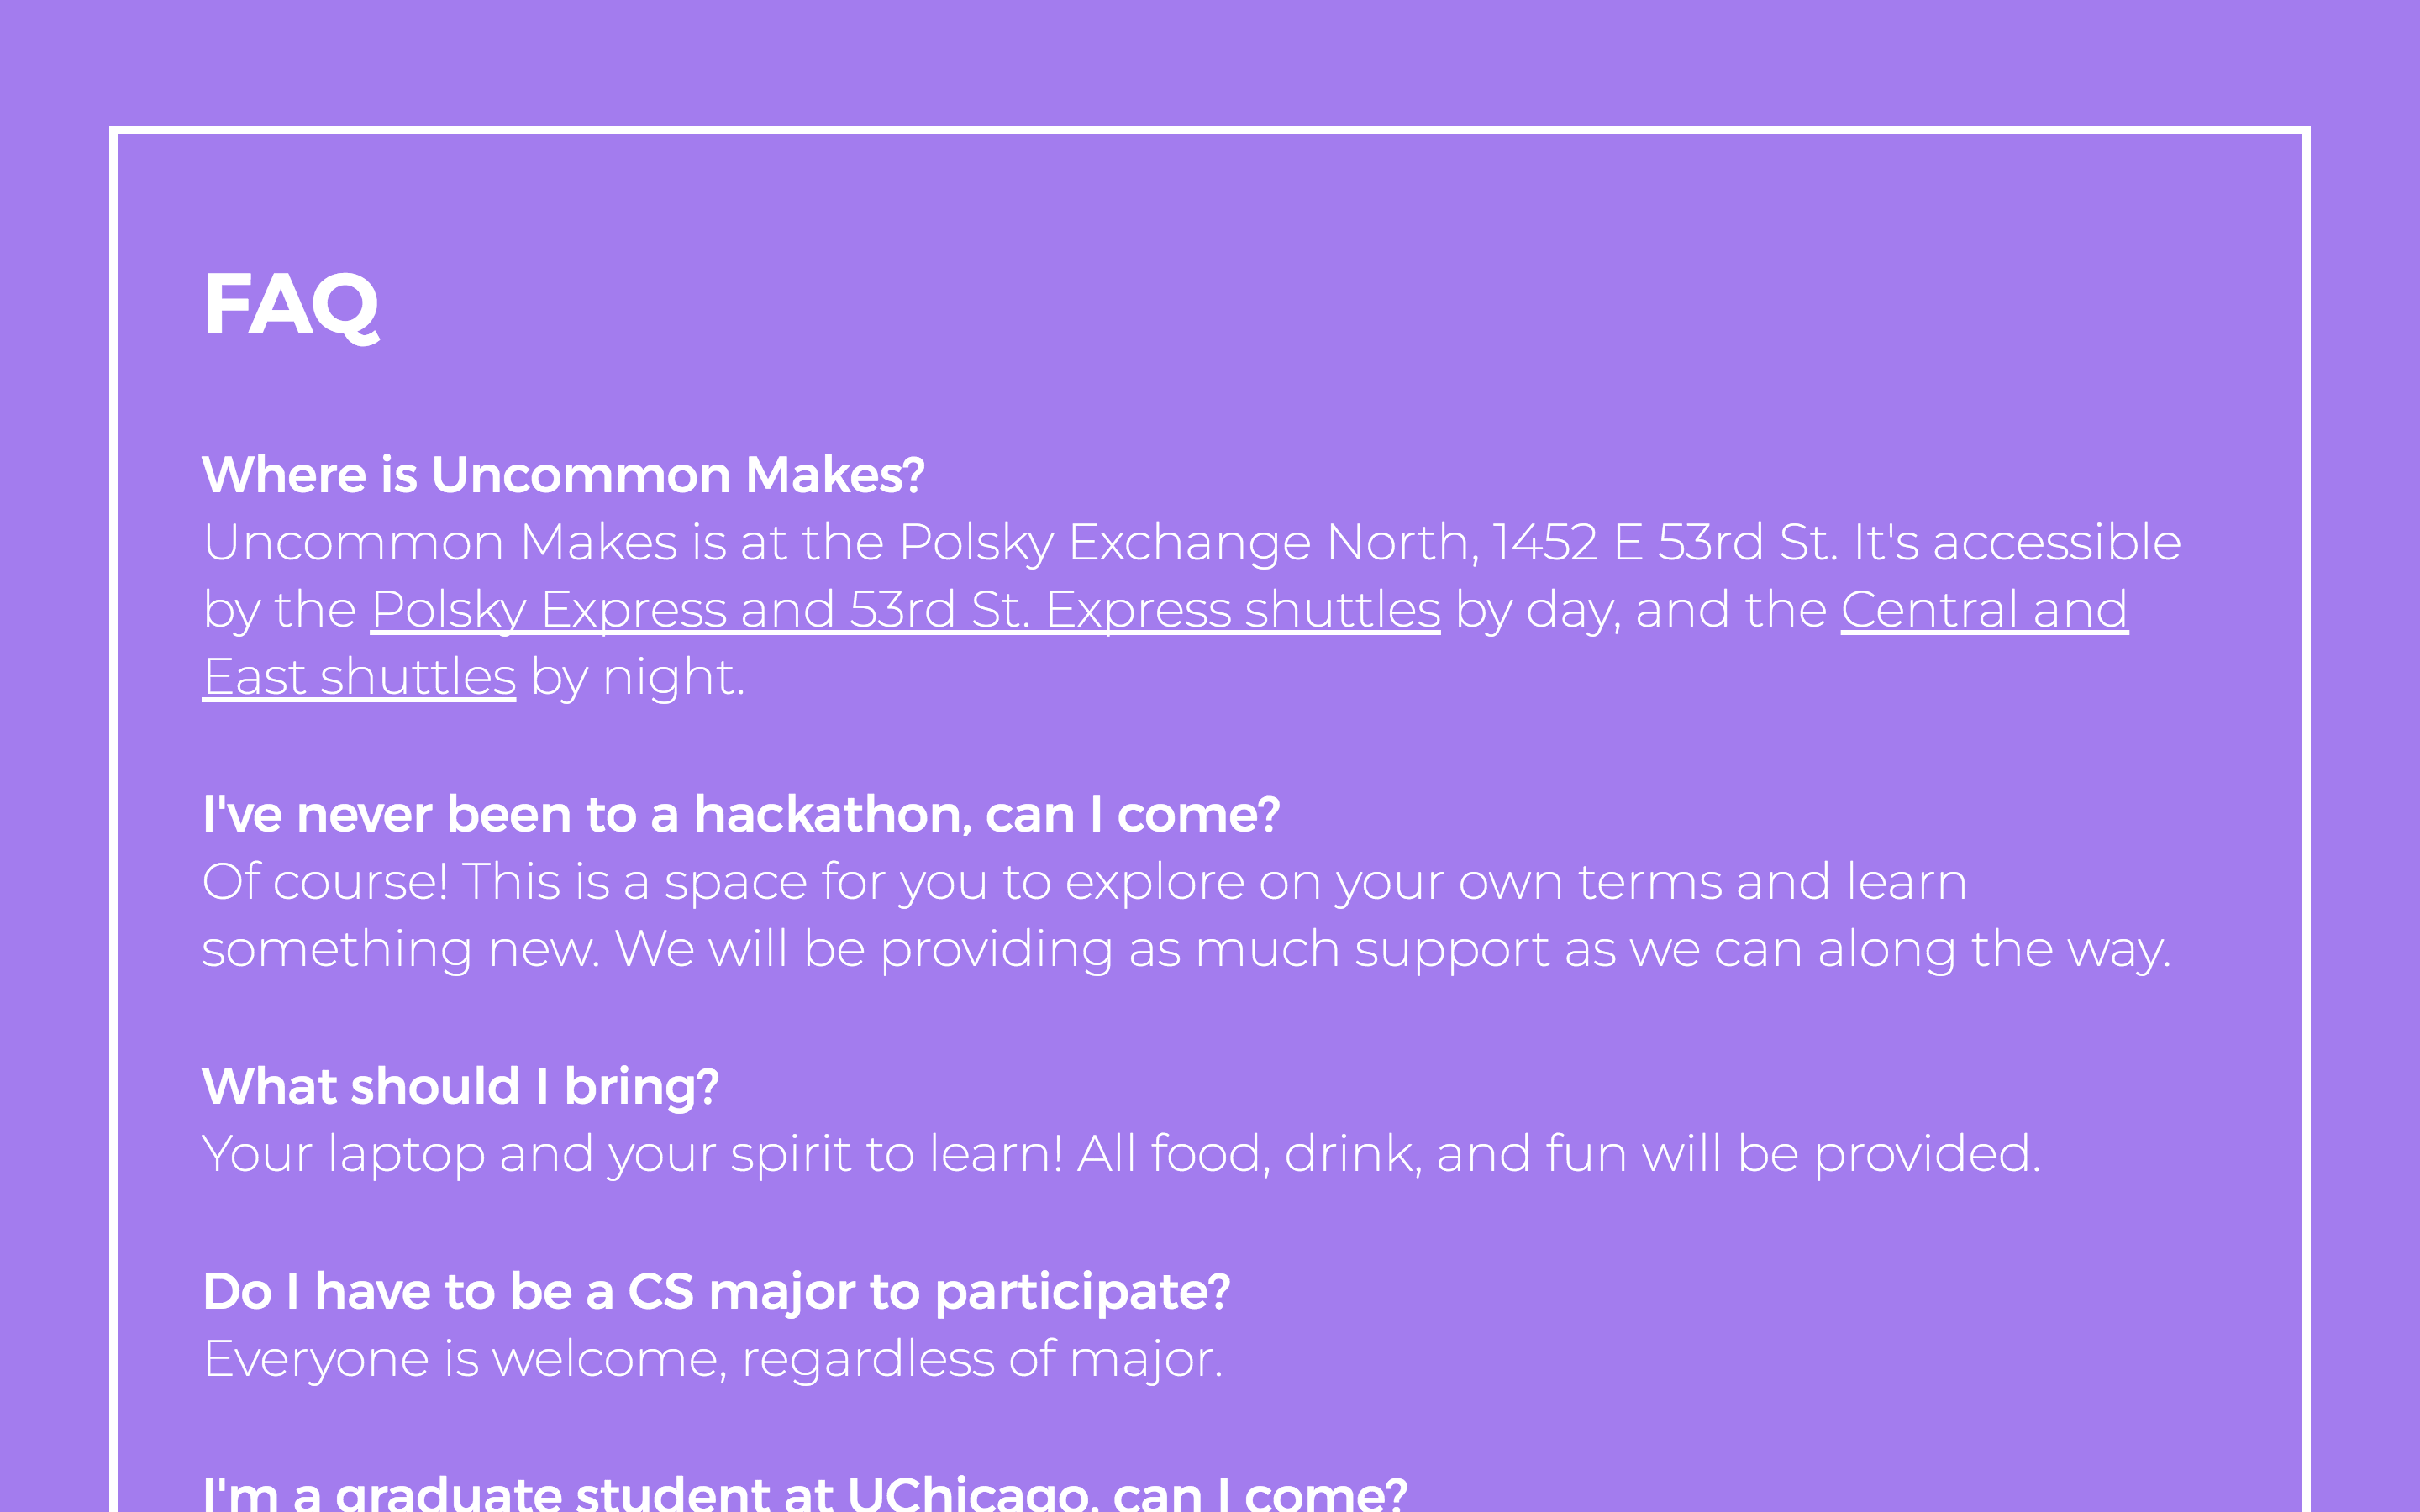 FAQ
Where is Uncommon Makes?
Uncommon Makes is at the Polsky Exchange North, 1452 E 53rd St. It's accessible
by the Polsky Express and 53rd St. Express shuttles by day, and the Central and
East shuttles by night.
I've never been to a hackathon, can I come?
Of course! This is a space for you to explore on your own terms and learn
something new. We will be providing as much support as we can along the way.
What should I bring?
Your laptop and your spirit to learn! All food, drink, and fun will be provided.
Do I have to be a CS major to participate?
Everyone is welcome, regardless of major.
I'm a graduate student at UChicago, can I come?